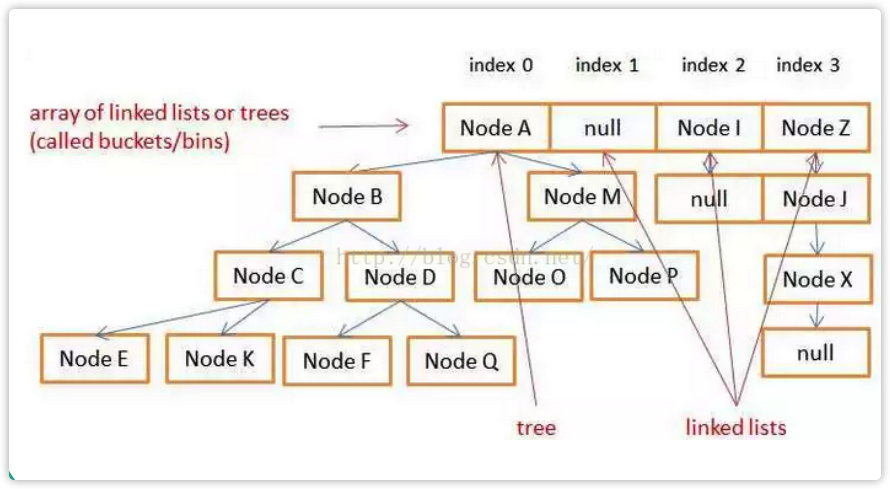 index 0 index 1 index 2 index 3
array of linked lists or trees
(called buckets/bins)
Node A null Node I Node Z
Node B Node M null Node J
http://blog.csdn.net/
Node C Node D Node O Node P Node X
Node E Node K Node F Node Q null
tree linked lists